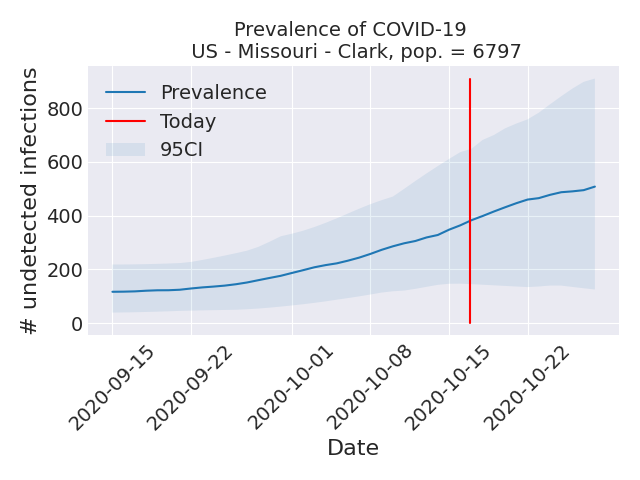 Prevalence of COVID-19
US - Missouri - Clark, pop. = 6797
# undetected infections
800
600
400
200
0
Prevalence
Today
95CI
2020-09-15
2020-09-22
2020-10-01
2020-10-08
2020-10-15
2020-10-22
Date